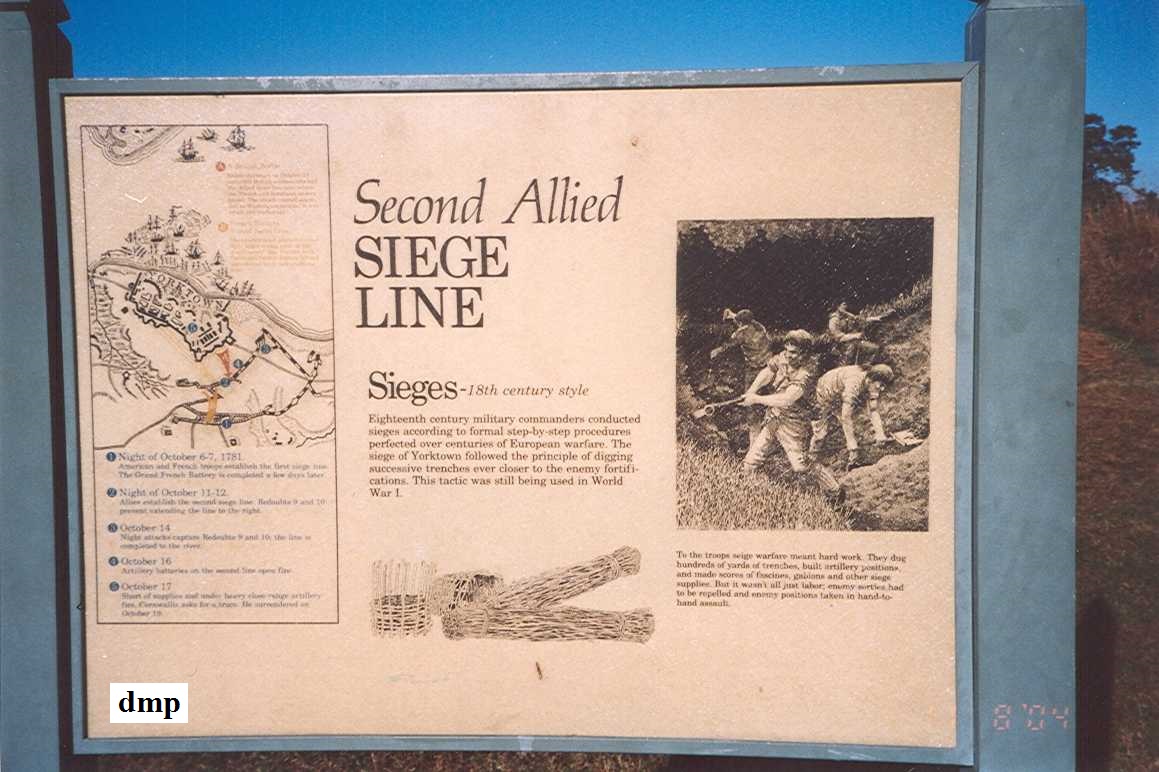 Second Allied
SIEGE
LINE
Sieges-18th century style
Eighteenth century military commanders conducted
sieges according to formal step-by-step procedures
perfected over centuries of European warfare. The
siege of Yorktown followed the principle of digging
successive trenches ever closer to the enemy fortifi-
cations. This tactic was still being used in World
War I.
YORKTOWN
1 Night of October 6-7, 1781
American and French troops establish the first siege line.
The Grand French Battery is completed a few days later.
2 Night of October 11-12.
Allies establish the second siege line. Redoubts 9 and 10
prevent extending the line to the right.
3 October 14
Night attacks capture Redoubts 9 and 10; the line is
completed to the river.
4 October 16
Artillery batteries on the second line open fire.
5 October 17
Short of supplies and under heavy close-range artillery
fire, Cornwallis asks for a truce. He surrendered on
October 19.
To the troops seige warfare meant hard work. They dug
hundreds of yards of trenches, built artillery positions,
and made scores of fascines, gabions and other siege
supplies. But it wasn't all just labor; enemy sorties had
to be repelled and enemy positions taken in hand-to-
hand assault.
dmp
8 '04